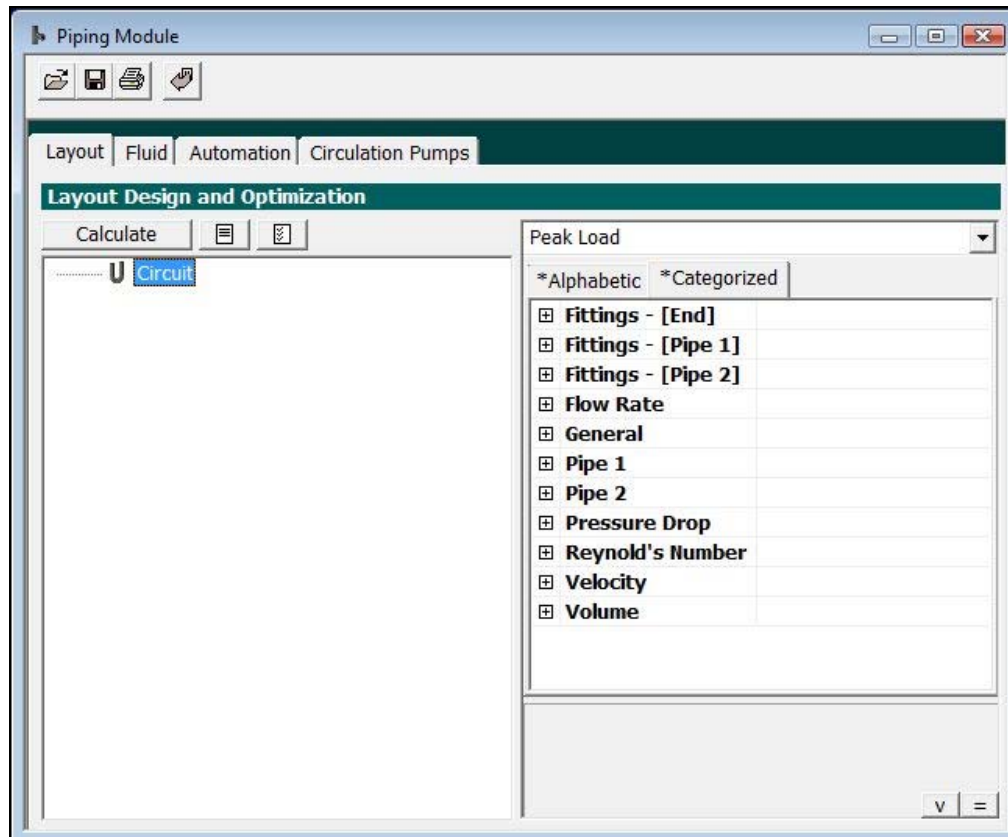 Piping Module
Layout Fluid Automation Circulation Pumps
Layout Design and Optimization
Calculate
Circuit
Peak Load
*Alphabetic *Categorized
Fittings - [End]
Fittings - [Pipe 1]
Fittings - [Pipe 2]
Flow Rate
General
Pipe 1
Pipe 2
Pressure Drop
Reynold's Number
Velocity
Volume
v =